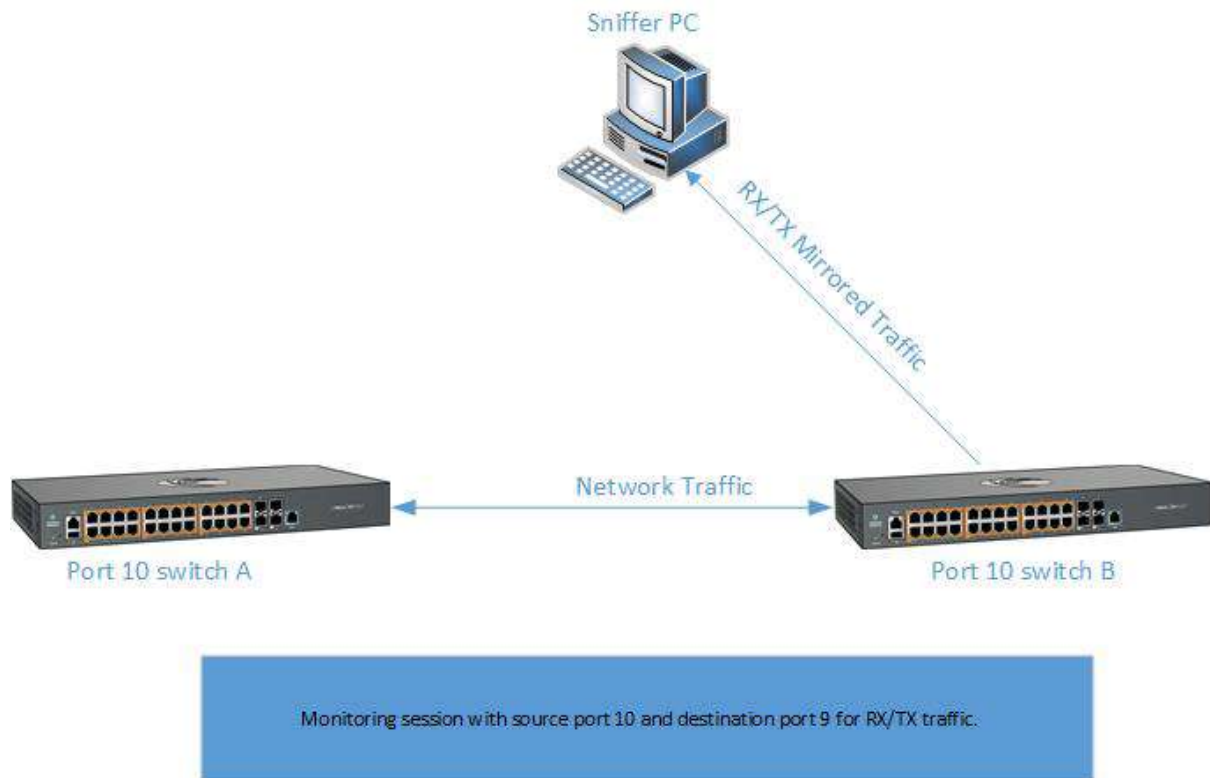 Sniffer PC
RX/TX Mirrored Traffic
Network Traffic
Port 10 switch A
Port 10 switch B
Monitoring session with source port 10 and destination port 9 for RX/TX traffic.